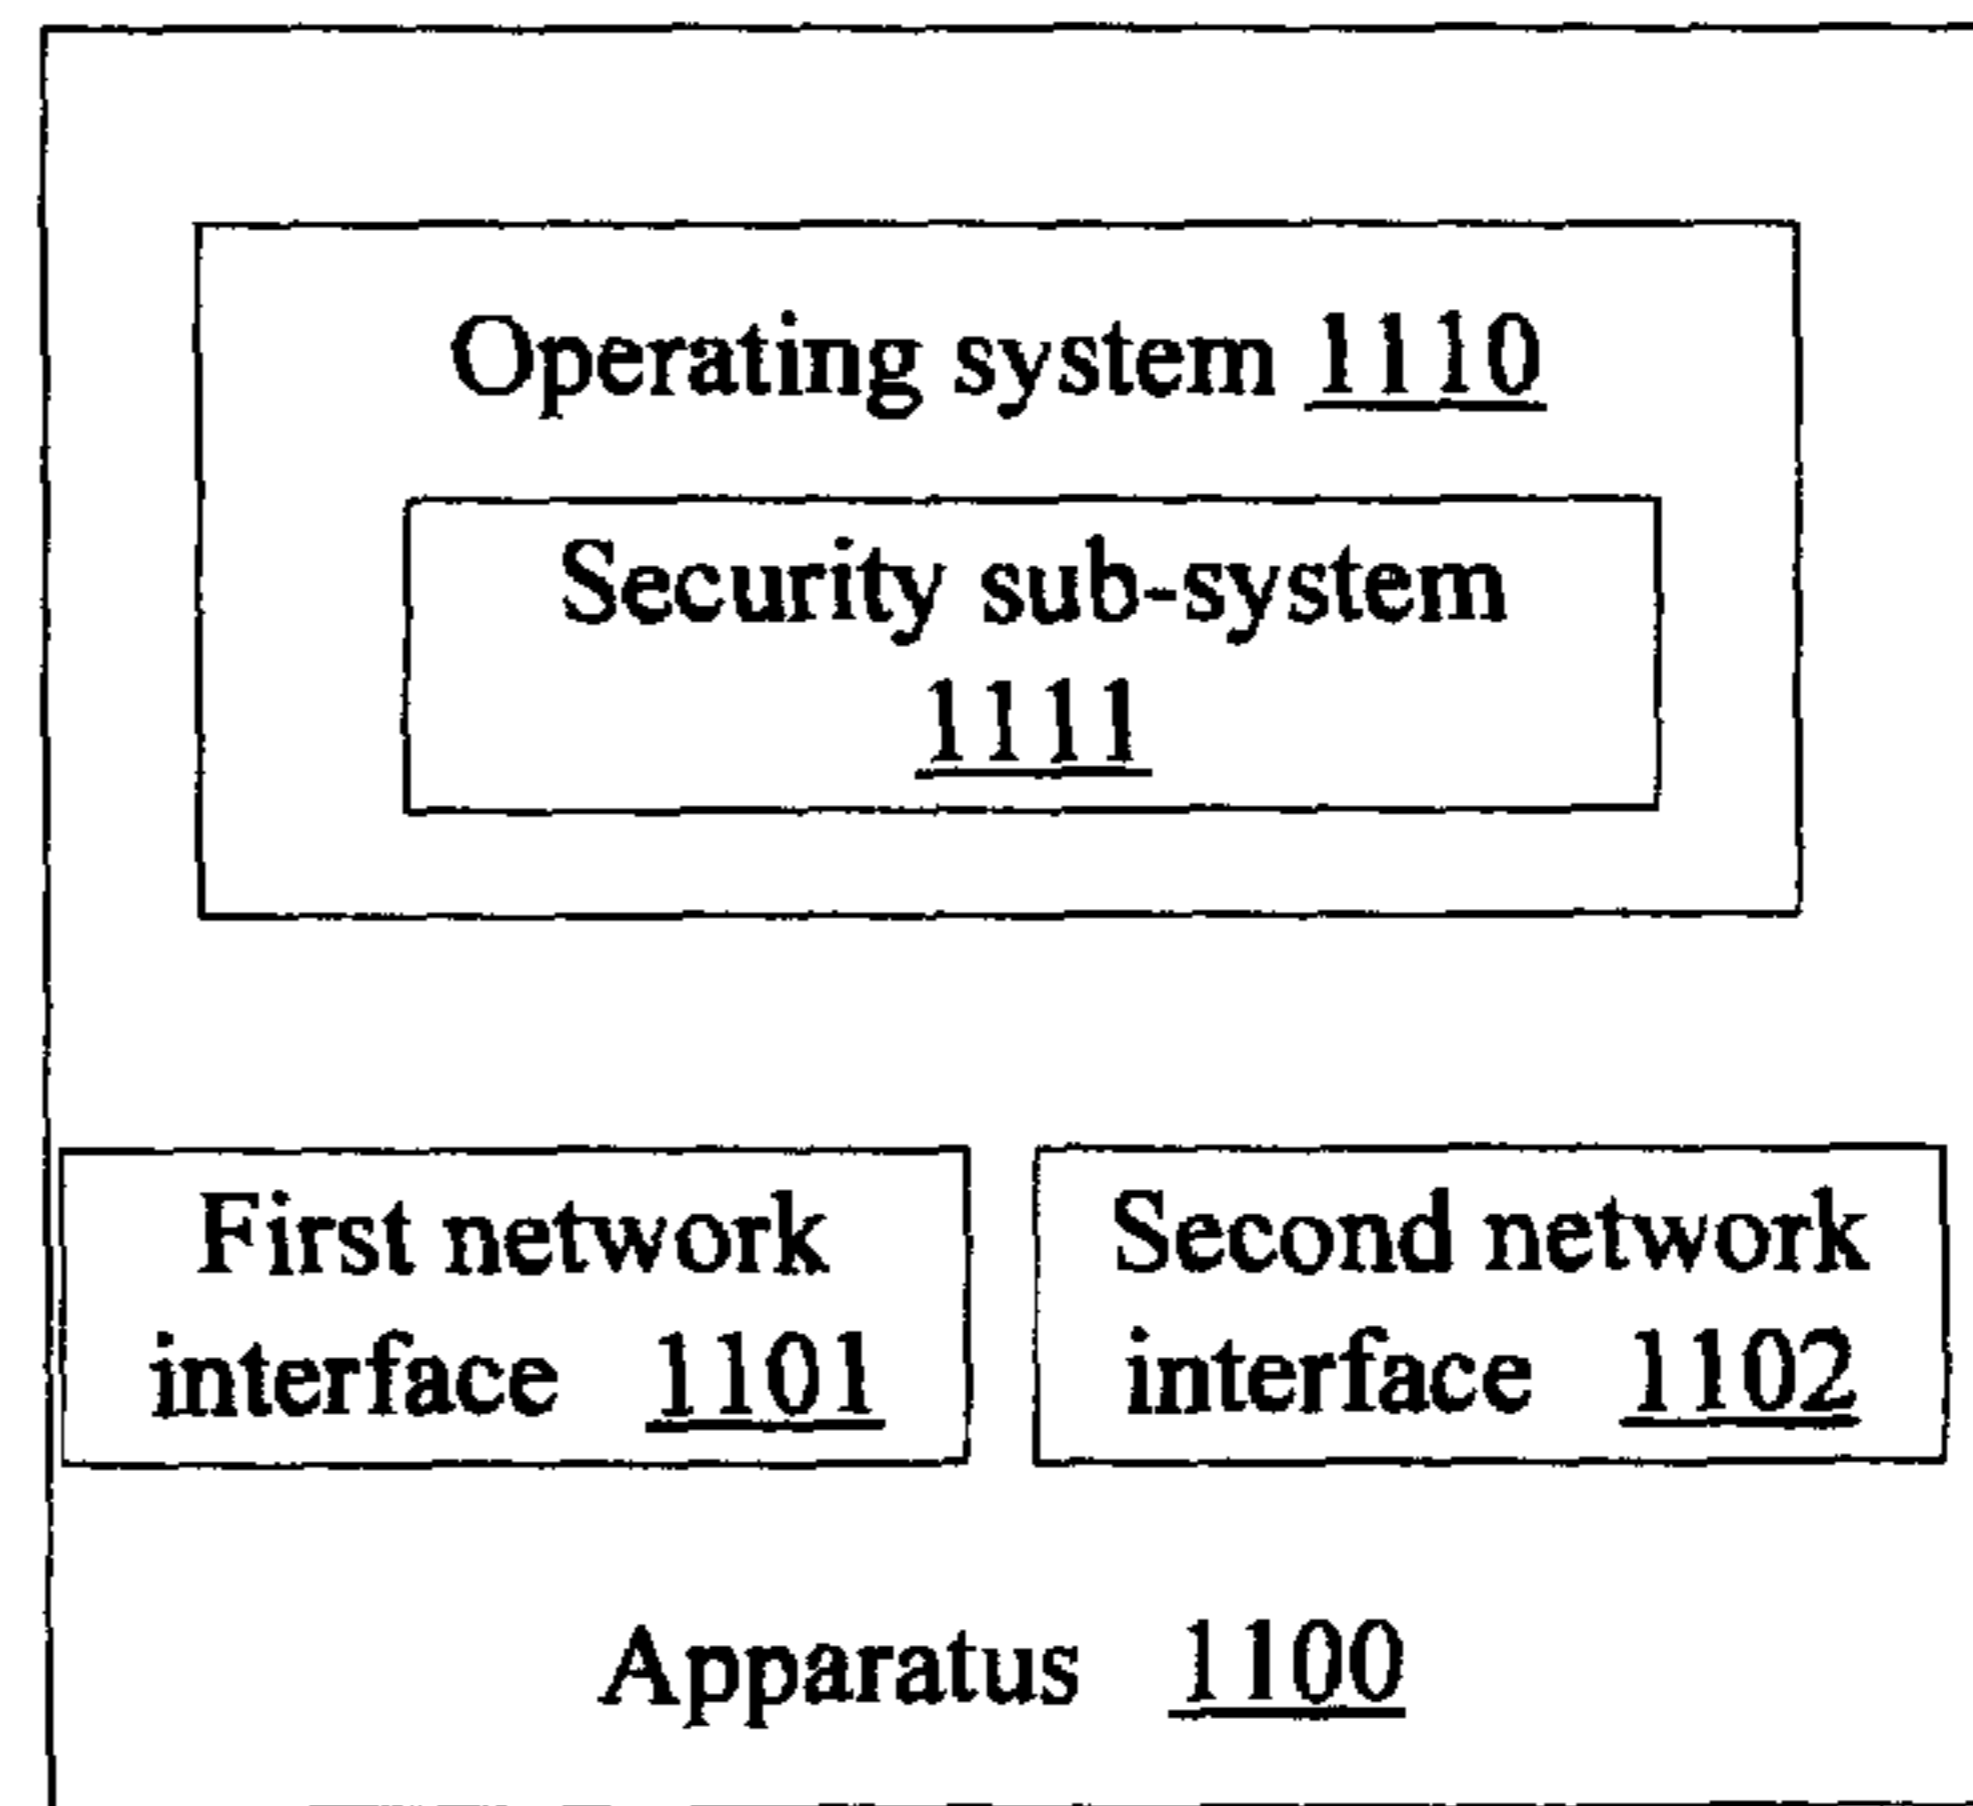 Operating system 1110
Security sub-system
1111
First network
interface 1101
Second network
interface 1102
Apparatus 1100